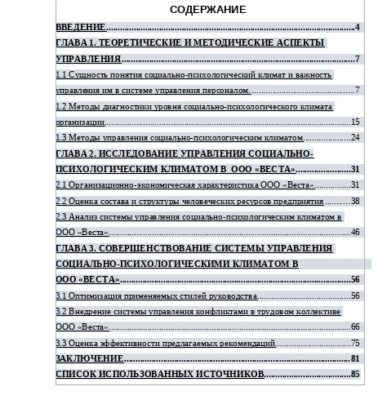 СОДЕРЖАНИЕ
ВВЕДЕНИЕ..........4
ГЛАВА 1. ТЕОРЕТИЧЕСКИЕ И МЕТОДИЧЕСКИЕ АСПЕКТЫ
УПРАВЛЕНИЯ..........7
1.1 Сущность понятия социально-психологический климат и важность
управления им в системе управления персоналом..........7
1.2 Методы диагностики уровня социально-психологического климата
организации..........15
1.3 Методы управления социально-психологическим климатом..........24
ГЛАВА 2. ИССЛЕДОВАНИЕ УПРАВЛЕНИЯ СОЦИАЛЬНО-
ПСИХОЛОГИЧЕСКИМ КЛИМАТОМ В ООО «ВЕСТА»..........31
2.1 Организационно-экономическая характеристика ООО «Веста»..........31
2.2 Оценка состава и структуры человеческих ресурсов предприятия..........38
2.3 Анализ системы управления социально-психологическим климатом в
ООО «Веста»..........46
ГЛАВА 3. СОВЕРШЕНСТВОВАНИЕ СИСТЕМЫ УПРАВЛЕНИЯ
СОЦИАЛЬНО-ПСИХОЛОГИЧЕСКИМИ КЛИМАТОМ В
ООО «ВЕСТА»..........56
3.1 Оптимизация применяемых стилей руководства..........56
3.2 Внедрение системы управления конфликтами в трудовом коллективе
ООО «Веста»..........66
3.3 Оценка эффективности предлагаемых рекомендаций..........75
ЗАКЛЮЧЕНИЕ..........81
СПИСОК ИСПОЛЬЗОВАННЫХ ИСТОЧНИКОВ..........85